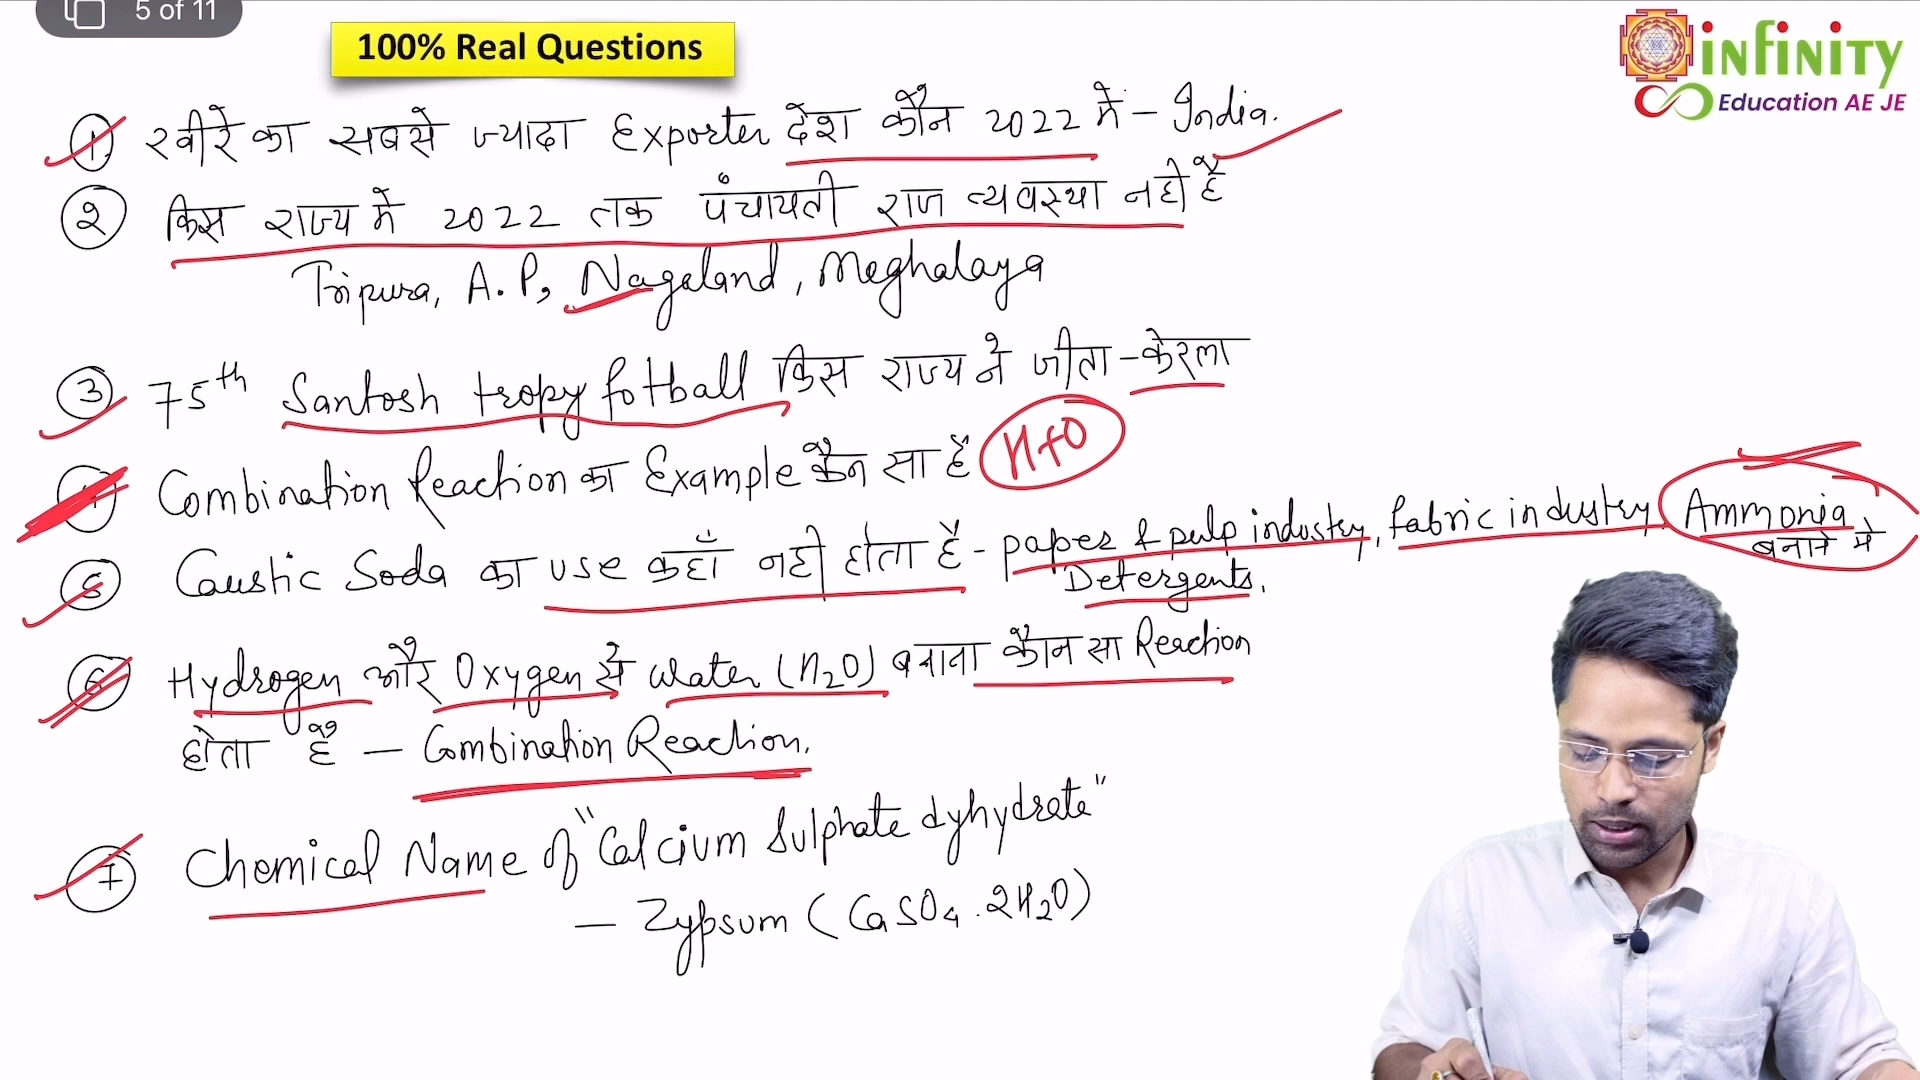 5 of 11
100% Real Questions
infinity
Education AE JE
① खीरे का सबसे ज्यादा Exporter देश कौन 2022 में - India.
② किस राज्य में 2022 तक पंचायती राज व्यवस्था नही है
Tripura, A.P, Nagaland, Meghalaya
③ 75th Santosh tropy fotball किस राज्य ने जीता - केरला
④ Combination Reaction का Example कौन सा है H+O
⑤ Caustic Soda का use कहाँ नही होता है - paper & pulp industry, fabric industry, Ammonia बनाने में
Detergents.
⑥ Hydrogen और Oxygen से Water (H₂O) बनाना कौन सा Reaction
होता है - Combination Reaction.
⑦ Chemical Name of "Calcium Sulphate dyhydrate"
- Zypsum (CaSO₄.2H₂O)